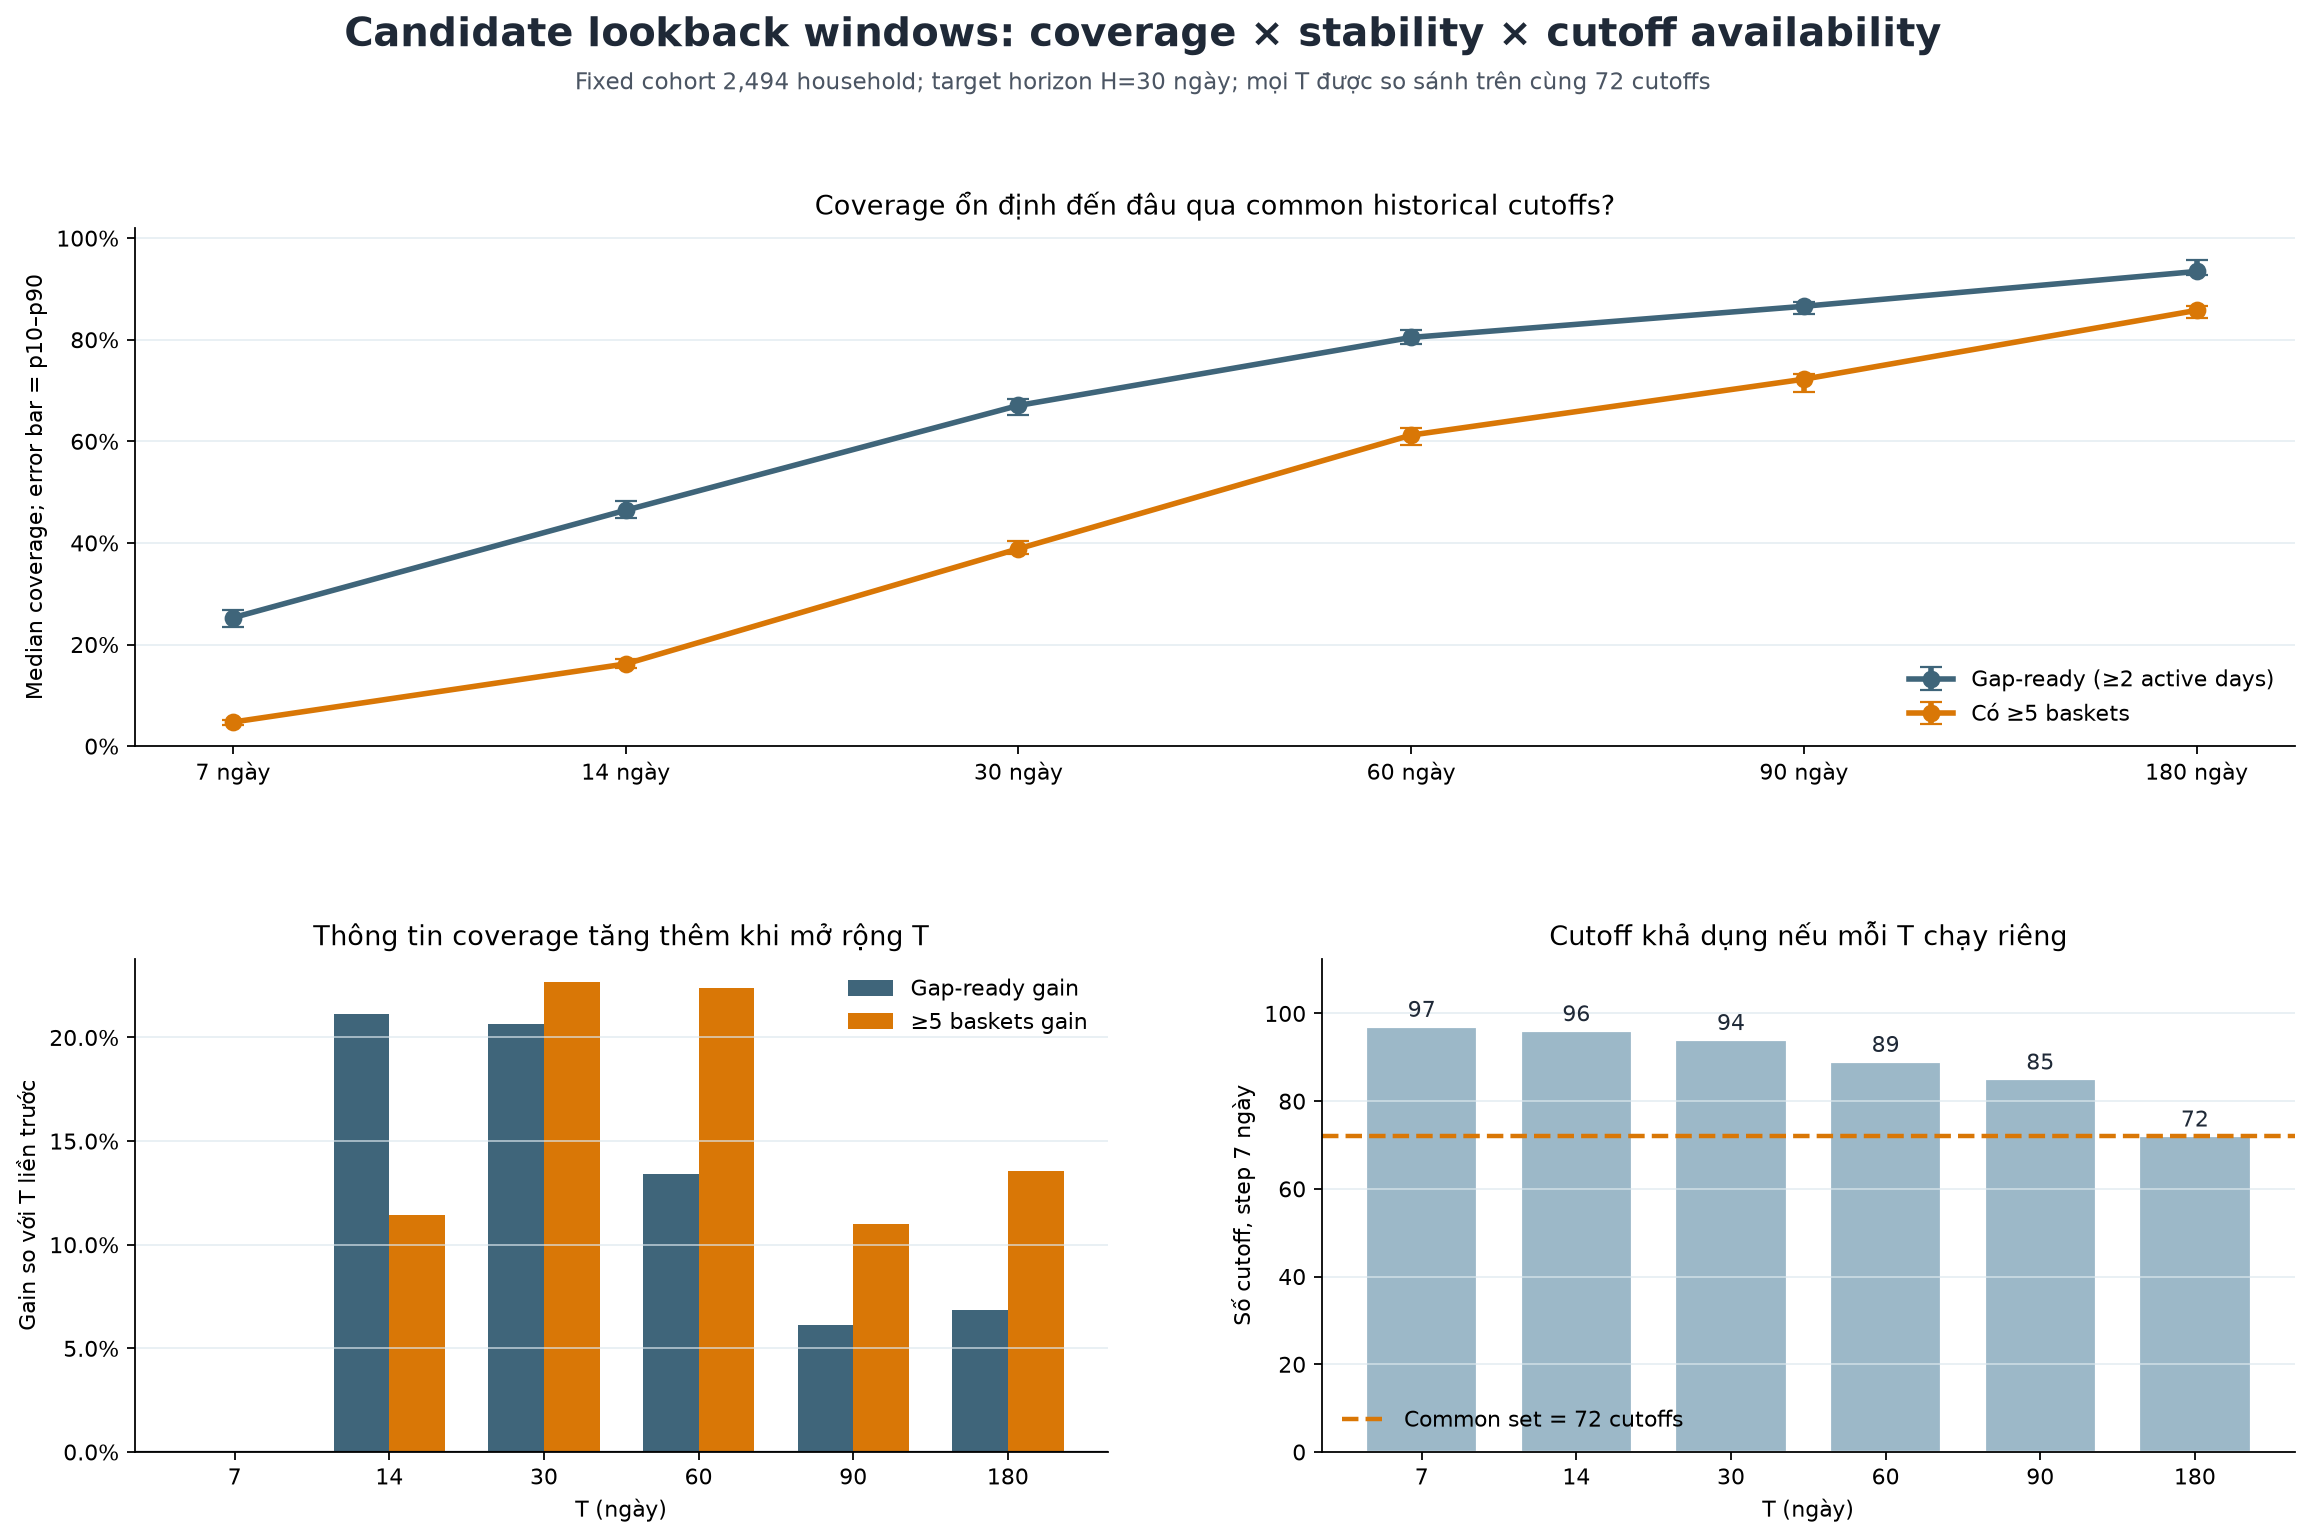 Candidate lookback windows: coverage × stability × cutoff availability
Fixed cohort 2,494 household; target horizon H=30 ngày; mọi T được so sánh trên cùng 72 cutoffs
Coverage ổn định đến đâu qua common historical cutoffs?
Median coverage; error bar = p10–p90
100%
80%
60%
40%
20%
0%
Gap-ready (≥2 active days)
Có ≥5 baskets
7 ngày
14 ngày
30 ngày
60 ngày
90 ngày
180 ngày
Thông tin coverage tăng thêm khi mở rộng T
Gain so với T liền trước
20.0%
15.0%
10.0%
5.0%
0.0%
Gap-ready gain
≥5 baskets gain
7
14
30
60
90
180
T (ngày)
Cutoff khả dụng nếu mỗi T chạy riêng
Số cutoff, step 7 ngày
100
80
60
40
20
0
97
96
94
89
85
72
Common set = 72 cutoffs
7
14
30
60
90
180
T (ngày)